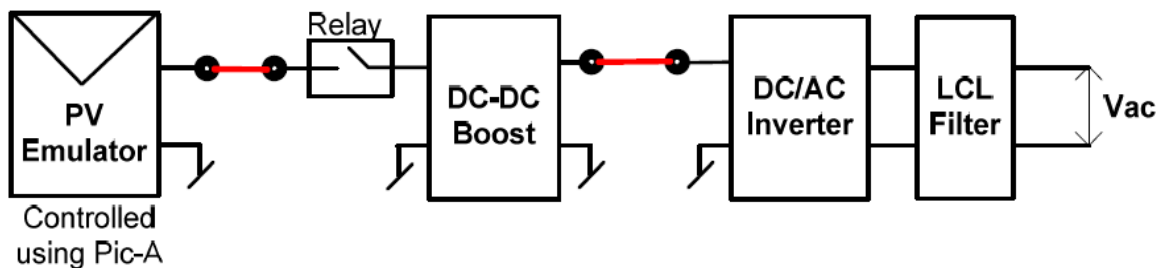 Relay
PV
Emulator
DC-DC
Boost
DC/AC
Inverter
LCL
Filter
Vac
Controlled
using Pic-A